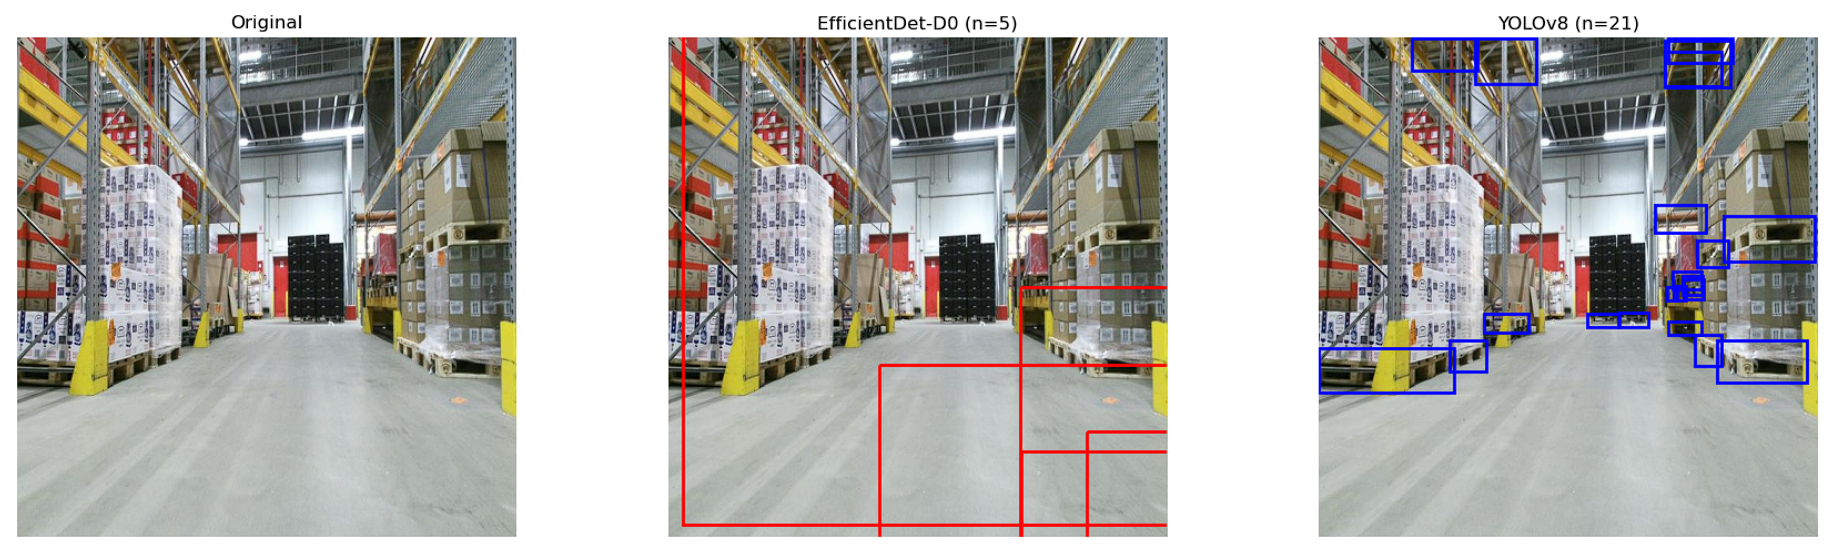 Original
EfficientDet-D0 (n=5)
YOLOv8 (n=21)